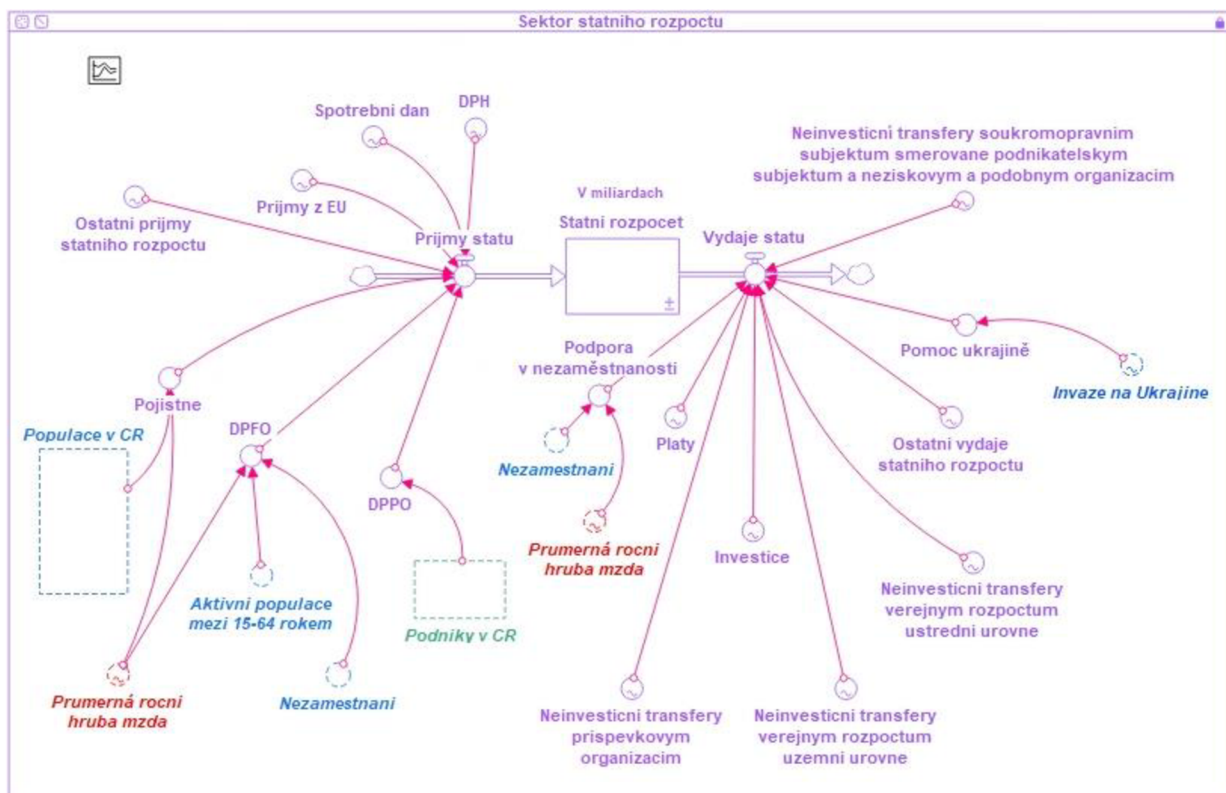 Sektor statniho rozpoctu
Spotrebni dan
DPH
Neinvesticni transfery soukromopravnim
subjektum smerovane podnikatelskym
subjektum a neziskovym a podobnym organizacim
Prijmy z EU
V miliardach
Ostatni prijmy
statniho rozpoctu
Prijmy statu
Statni rozpocet
Vydaje statu
Podpora
v nezaměstnanosti
Pomoc ukrajině
Invaze na Ukrajine
Pojistne
Populace v CR
DPFO
Nezamestnani
Platy
Ostatni vydaje
statniho rozpoctu
DPPO
Prumerná rocni
hruba mzda
Investice
Aktivni populace
mezi 15-64 rokem
Podniky v CR
Neinvesticni transfery
verejnym rozpoctum
ustredni urovne
Prumerná rocni
hruba mzda
Nezamestnani
Neinvesticni transfery
prispevkovym
organizacim
Neinvesticni transfery
verejnym rozpoctum
uzemni urovne